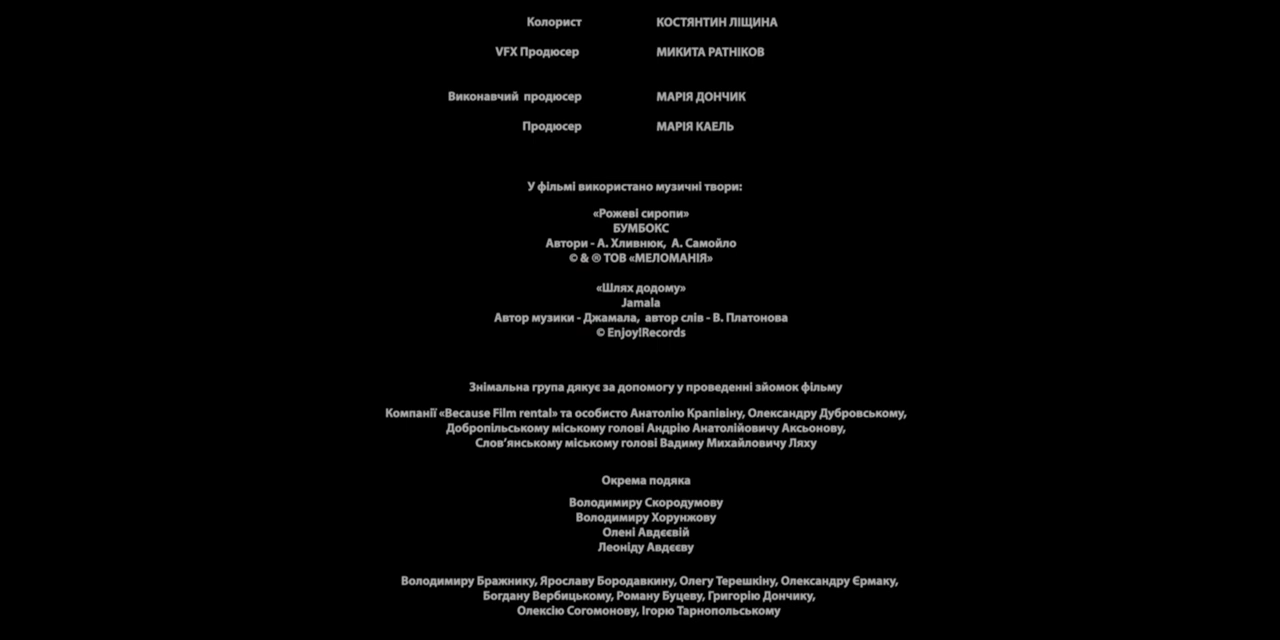 Колорист КОСТЯНТИН ЛІЩИНА
VFX Продюсер МИКИТА РАТНІКОВ
Виконавчий продюсер МАРІЯ ДОНЧИК
Продюсер МАРІЯ КАЕЛЬ
У фільмі використано музичні твори:
«Рожеві сиропи»
БУМБОКС
Автори - А. Хливнюк, А. Самойло
© & ® ТОВ «МЕЛОМАНІЯ»
«Шлях додому»
Jamala
Автор музики - Джамала, автор слів - В. Платонова
© Enjoy!Records
Знімальна група дякує за допомогу у проведенні зйомок фільму
Компанії «Because Film rental» та особисто Анатолію Крапівіну, Олександру Дубровському,
Добропільському міському голові Андрію Анатолійовичу Аксьонову,
Слов’янському міському голові Вадиму Михайловичу Ляху
Окрема подяка
Володимиру Скородумову
Володимиру Хорунжову
Олені Авдєєвій
Леоніду Авдєєву
Володимиру Бражнику, Ярославу Бородавкину, Олегу Терешкіну, Олександру Єрмаку,
Богдану Вербицькому, Роману Буцеву, Григорію Дончику,
Олексію Согомонову, Ігорю Тарнопольському